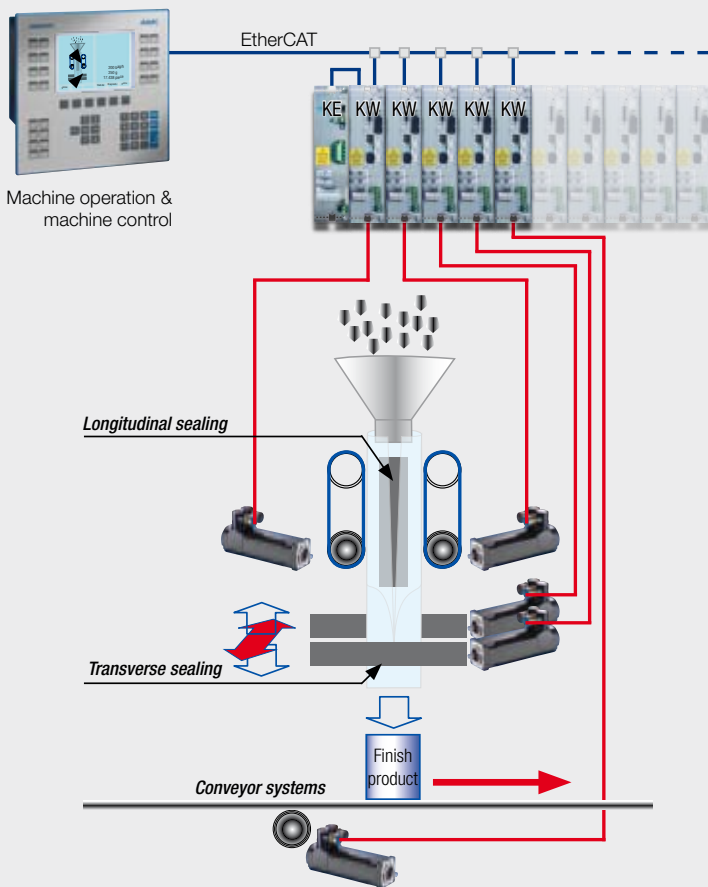 EtherCAT
KE KW KW KW KW KW
Machine operation &
machine control
Longitudinal sealing
Transverse sealing
Finish
product
Conveyor systems